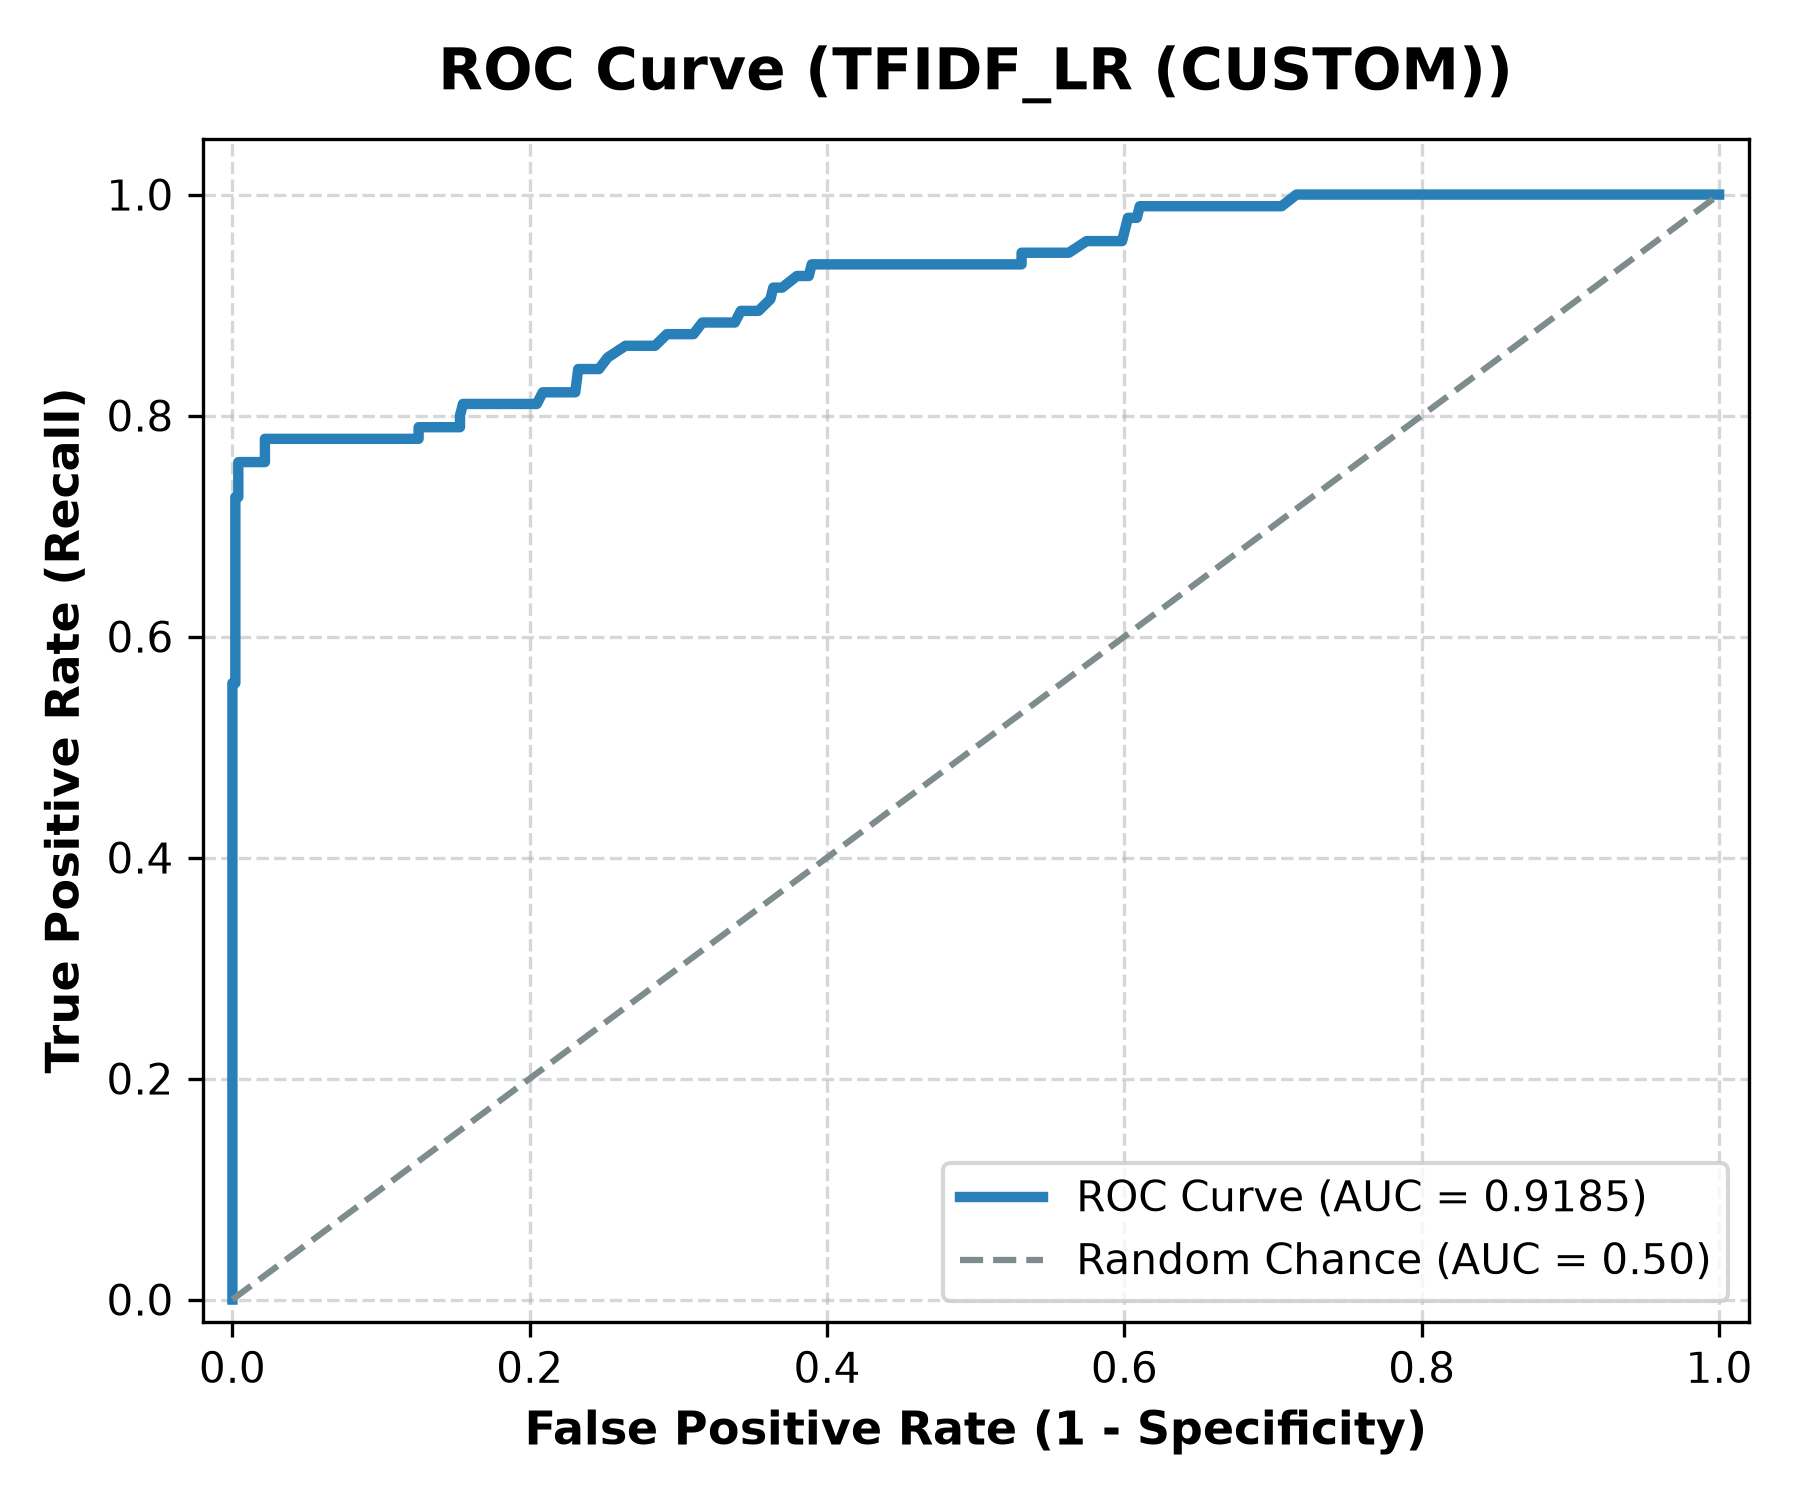 ROC Curve (TFIDF_LR (CUSTOM))
True Positive Rate (Recall)
1.0
0.8
0.6
0.4
0.2
0.0
ROC Curve (AUC = 0.9185)
Random Chance (AUC = 0.50)
0.0 0.2 0.4 0.6 0.8 1.0
False Positive Rate (1 - Specificity)